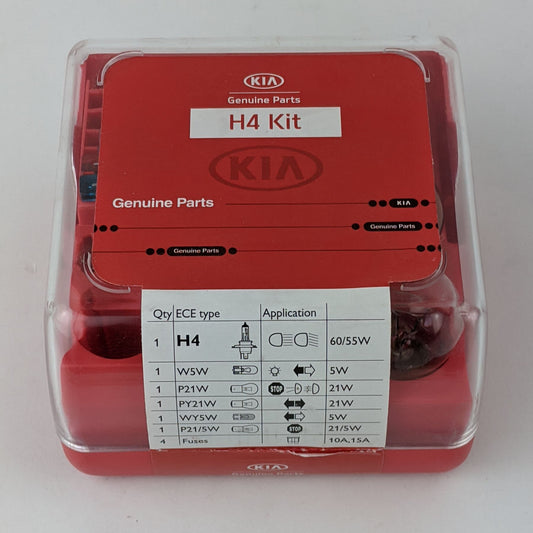 KIA
Genuine Parts
H4 Kit
KIA
Genuine Parts
KIA
Genuine Parts
Genuine Parts
Qty ECE type Application
1 H4 60/55W
1 W5W 5W
1 P21W STOP 21W
1 PY21W 21W
1 WY5W 5W
1 P21/5W STOP 21/5W
4 Fuses 10A,15A
KIA
Genuine Parts